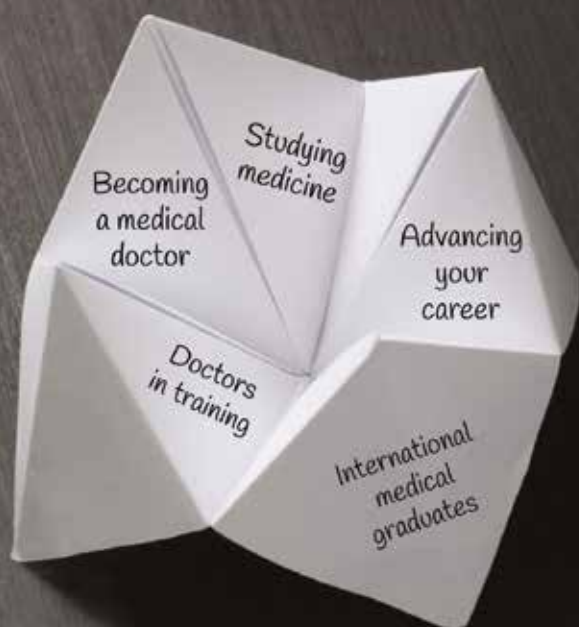 Studying
medicine
Becoming
a medical
doctor
Advancing
your
career
Doctors
in training
International
medical
graduates